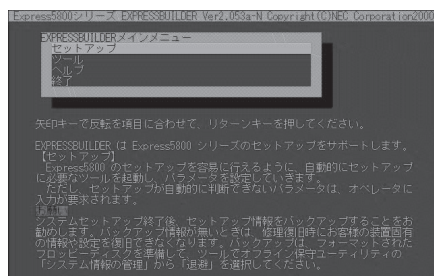 Express5800シリーズ EXPRESSBUILDER Ver2.053a-N Copyright(C)NEC Corporation2000
EXPRESSBUILDERメインメニュー
セットアップ
ツール
ヘルプ
終了
矢印キーで反転を項目に合わせて、リターンキーを押してください。
EXPRESSBUILDER は Express5800 シリーズのセットアップをサポートします。
【セットアップ】
Express5800 のセットアップを容易に行えるように、自動的にセットアップ
に必要なツールを起動し、パラメータを設定していきます。
ただし、セットアップが自動的に判断できないパラメータは、オペレータに
入力が要求されます。
システムセットアップ終了後、セットアップ情報をバックアップすることをお
勧めします。バックアップ情報が無いときは、修理復旧時にお客様の装置固有
の情報や設定を復旧できなくなります。バックアップは、フォーマットされた
フロッピーディスクを準備して、ツールでオフライン保守ユーティリティの
「システム情報の管理」から「退避」を選択してください。